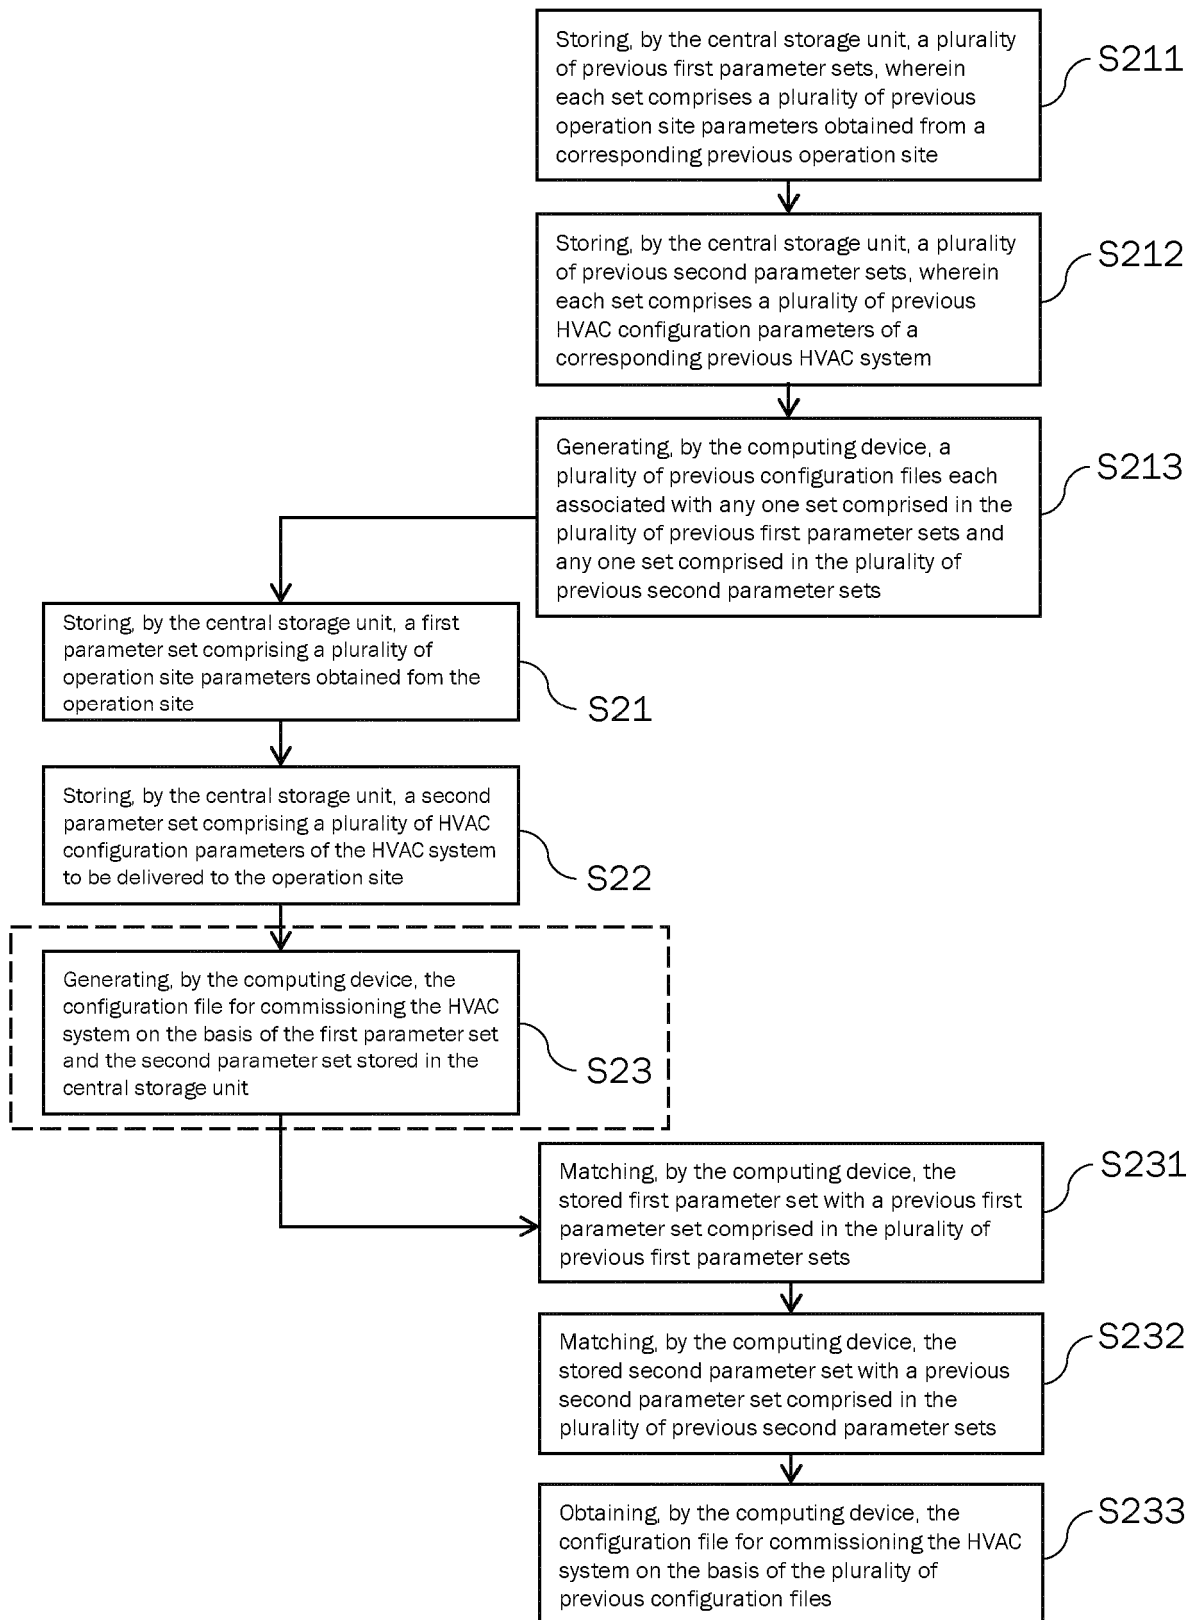 Storing, by the central storage unit, a plurality
of previous first parameter sets, wherein
each set comprises a plurality of previous
operation site parameters obtained from a
corresponding previous operation site
S211
Storing, by the central storage unit, a plurality
of previous second parameter sets, wherein
each set comprises a plurality of previous
HVAC configuration parameters of a
corresponding previous HVAC system
S212
Generating, by the computing device, a
plurality of previous configuration files each
associated with any one set comprised in the
plurality of previous first parameter sets and
any one set comprised in the plurality of
previous second parameter sets
S213
Storing, by the central storage unit, a first
parameter set comprising a plurality of
operation site parameters obtained fom the
operation site
S21
Storing, by the central storage unit, a second
parameter set comprising a plurality of HVAC
configuration parameters of the HVAC system
to be delivered to the operation site
S22
Generating, by the computing device, the
configuration file for commissioning the HVAC
system on the basis of the first parameter set
and the second parameter set stored in the
central storage unit
S23
Matching, by the computing device, the
stored first parameter set with a previous first
parameter set comprised in the plurality of
previous first parameter sets
S231
Matching, by the computing device, the
stored second parameter set with a previous
second parameter set comprised in the
plurality of previous second parameter sets
S232
Obtaining, by the computing device, the
configuration file for commissioning the HVAC
system on the basis of the plurality of
previous configuration files
S233